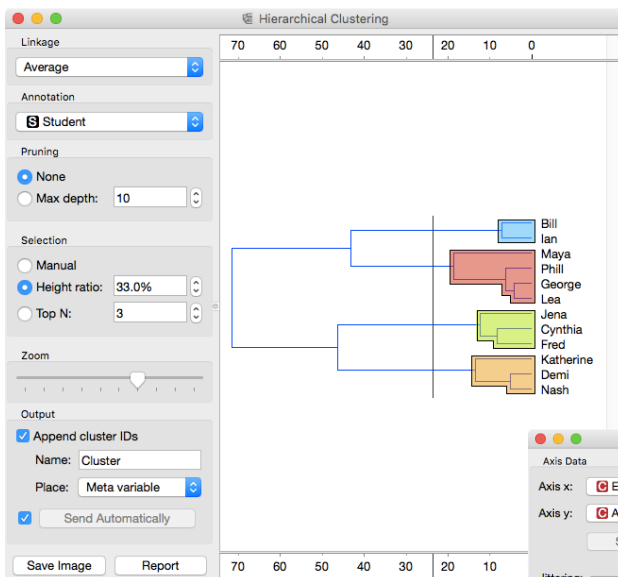 Hierarchical Clustering
Linkage
Average
Annotation
S Student
Pruning
None
Max depth: 10
Selection
Manual
Height ratio: 33.0%
Top N: 3
Zoom
Output
Append cluster IDs
Name: Cluster
Place: Meta variable
Send Automatically
Save Image Report
70 60 50 40 30 20 10 0
Bill
Ian
Maya
Phill
George
Lea
Jena
Cynthia
Fred
Katherine
Demi
Nash
70 60 50 40 30 20 10 0
Axis Data
Axis x: C E
Axis y: C A
S